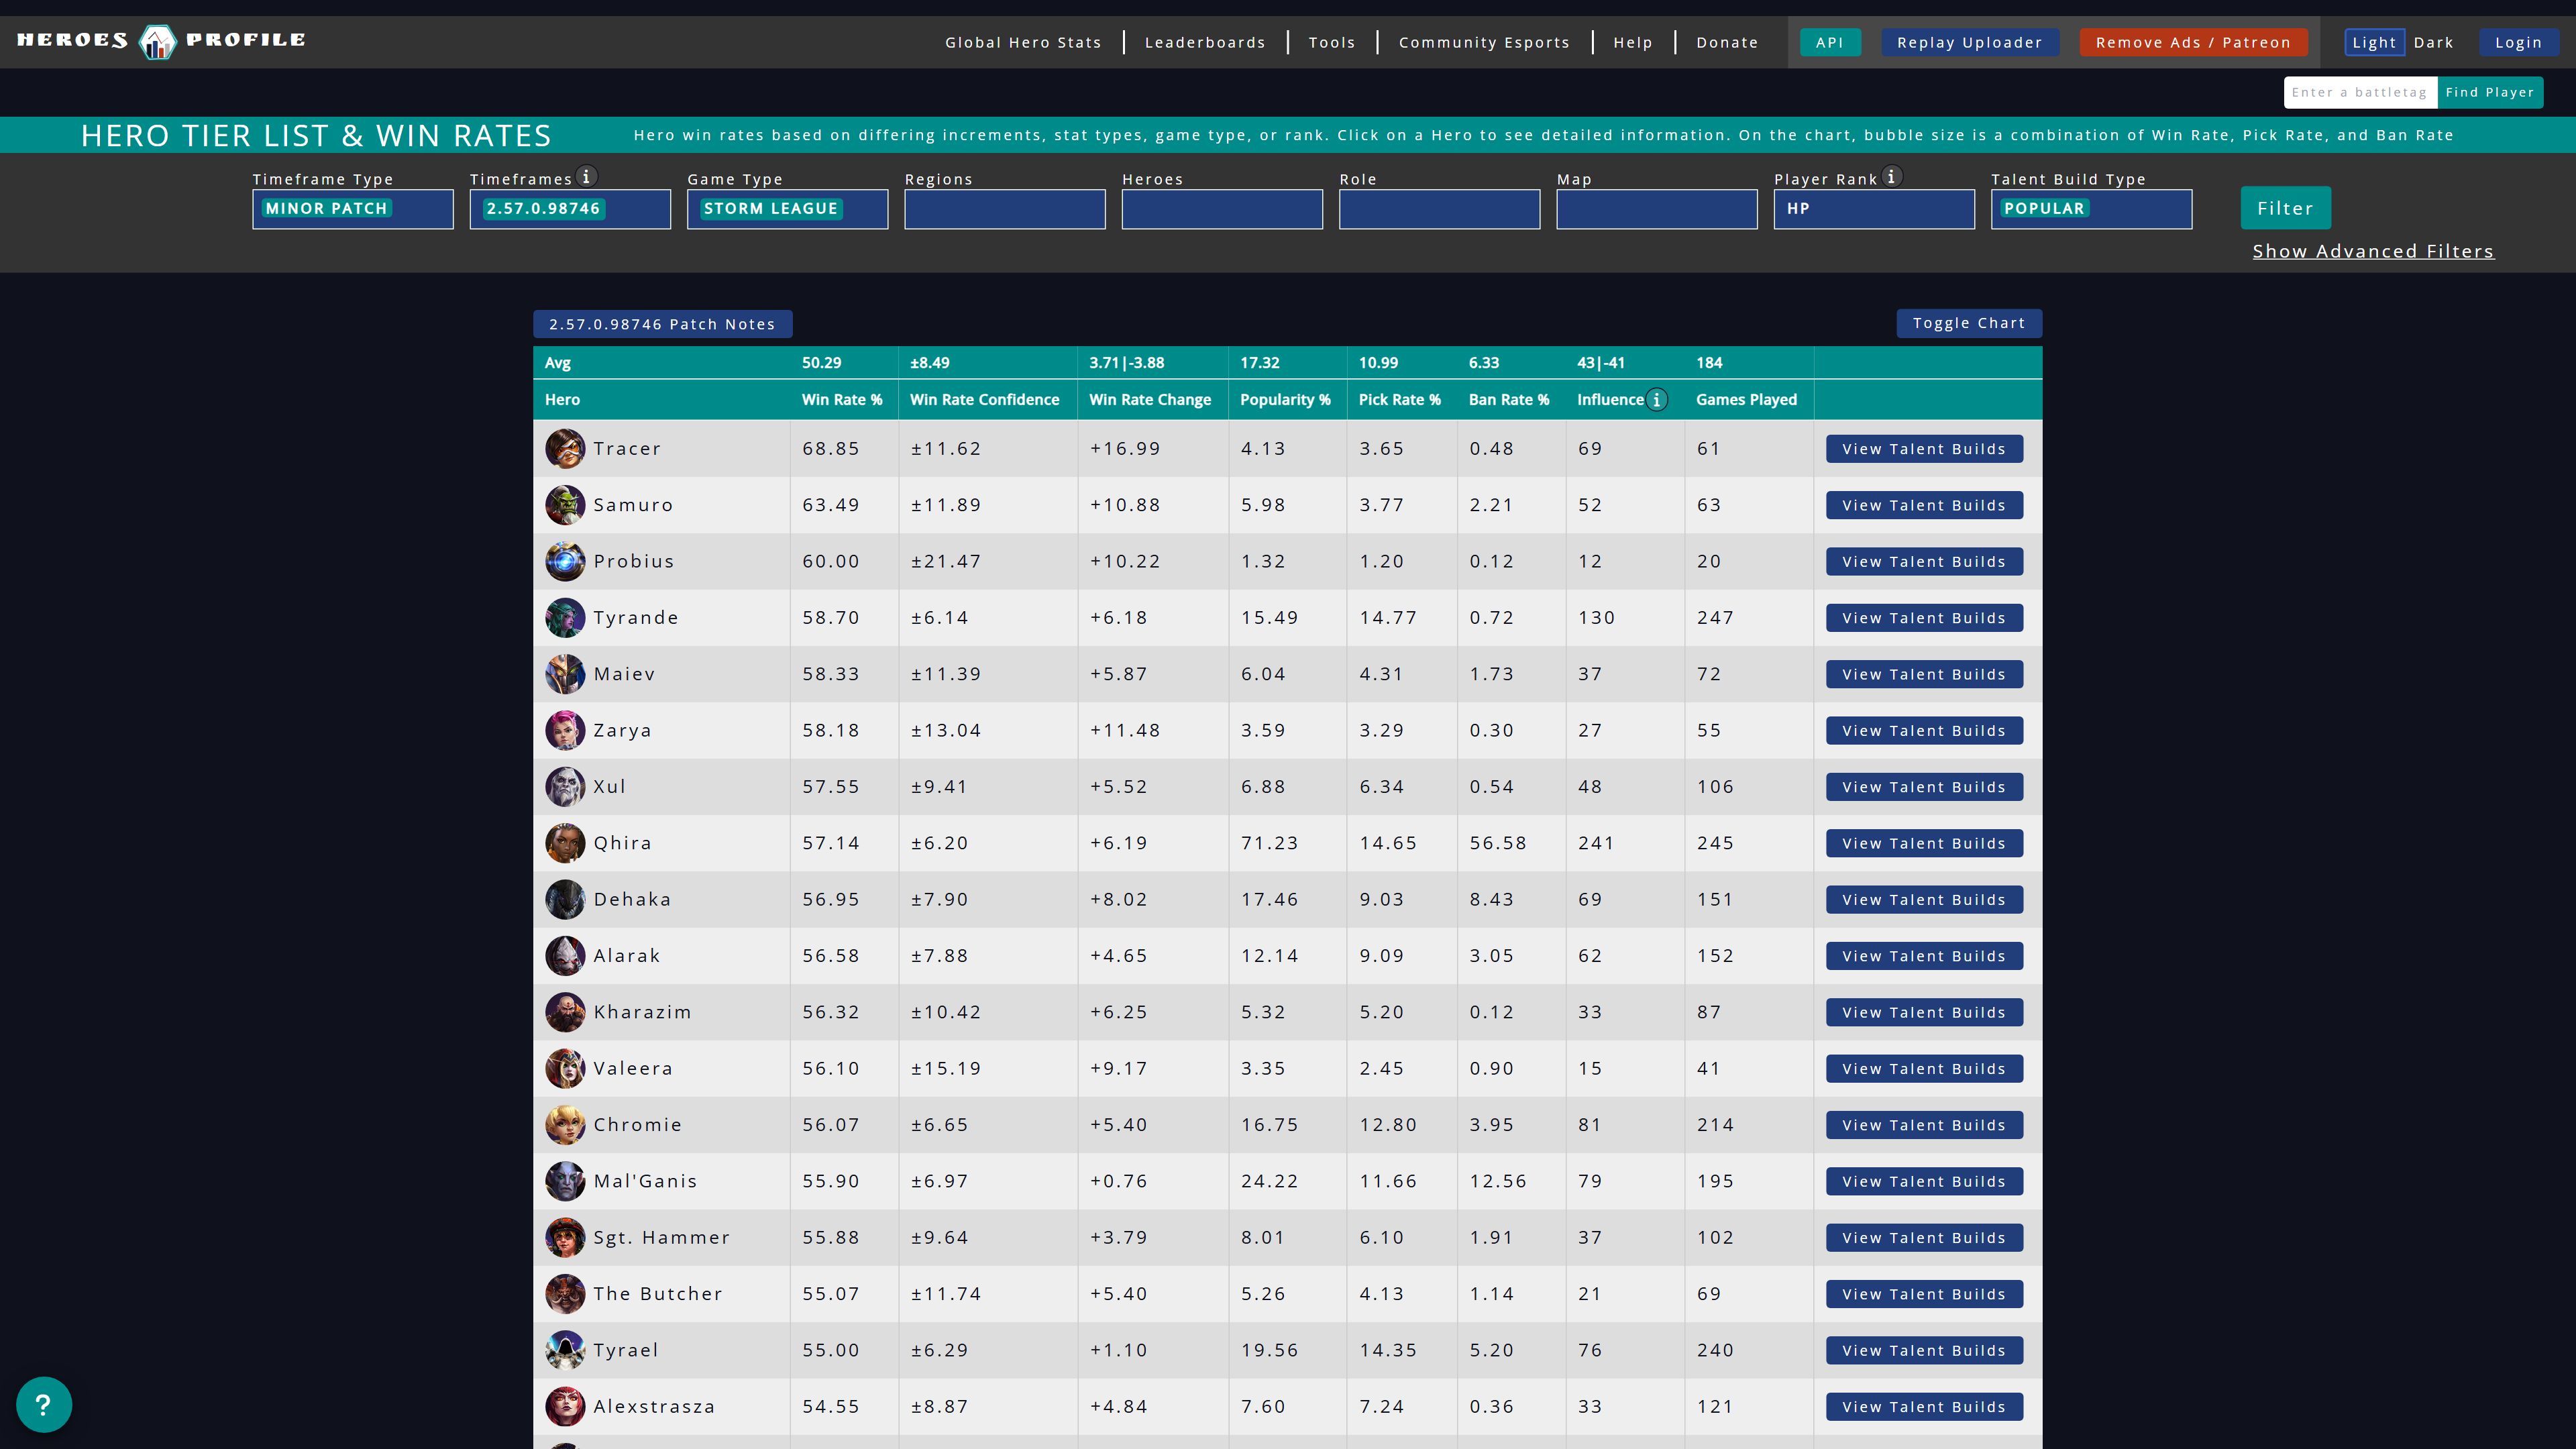 HEROES PROFILE
Global Hero Stats Leaderboards Tools Community Esports Help Donate API Replay Uploader Remove Ads / Patreon Light Dark Login
Enter a battletag Find Player
HERO TIER LIST & WIN RATES Hero win rates based on differing increments, stat types, game type, or rank. Click on a Hero to see detailed information. On the chart, bubble size is a combination of Win Rate, Pick Rate, and Ban Rate
Timeframe Type Timeframes i Game Type Regions Heroes Role Map Player Rank i Talent Build Type
MINOR PATCH 2.57.0.98746 STORM LEAGUE HP POPULAR Filter
Show Advanced Filters
2.57.0.98746 Patch Notes Toggle Chart
Avg 50.29 ±8.49 3.71|-3.88 17.32 10.99 6.33 43|-41 184
Hero Win Rate % Win Rate Confidence Win Rate Change Popularity % Pick Rate % Ban Rate % Influence i Games Played
Tracer 68.85 ±11.62 +16.99 4.13 3.65 0.48 69 61 View Talent Builds
Samuro 63.49 ±11.89 +10.88 5.98 3.77 2.21 52 63 View Talent Builds
Probius 60.00 ±21.47 +10.22 1.32 1.20 0.12 12 20 View Talent Builds
Tyrande 58.70 ±6.14 +6.18 15.49 14.77 0.72 130 247 View Talent Builds
Maiev 58.33 ±11.39 +5.87 6.04 4.31 1.73 37 72 View Talent Builds
Zarya 58.18 ±13.04 +11.48 3.59 3.29 0.30 27 55 View Talent Builds
Xul 57.55 ±9.41 +5.52 6.88 6.34 0.54 48 106 View Talent Builds
Qhira 57.14 ±6.20 +6.19 71.23 14.65 56.58 241 245 View Talent Builds
Dehaka 56.95 ±7.90 +8.02 17.46 9.03 8.43 69 151 View Talent Builds
Alarak 56.58 ±7.88 +4.65 12.14 9.09 3.05 62 152 View Talent Builds
Kharazim 56.32 ±10.42 +6.25 5.32 5.20 0.12 33 87 View Talent Builds
Valeera 56.10 ±15.19 +9.17 3.35 2.45 0.90 15 41 View Talent Builds
Chromie 56.07 ±6.65 +5.40 16.75 12.80 3.95 81 214 View Talent Builds
Mal'Ganis 55.90 ±6.97 +0.76 24.22 11.66 12.56 79 195 View Talent Builds
Sgt. Hammer 55.88 ±9.64 +3.79 8.01 6.10 1.91 37 102 View Talent Builds
The Butcher 55.07 ±11.74 +5.40 5.26 4.13 1.14 21 69 View Talent Builds
Tyrael 55.00 ±6.29 +1.10 19.56 14.35 5.20 76 240 View Talent Builds
Alexstrasza 54.55 ±8.87 +4.84 7.60 7.24 0.36 33 121 View Talent Builds
?